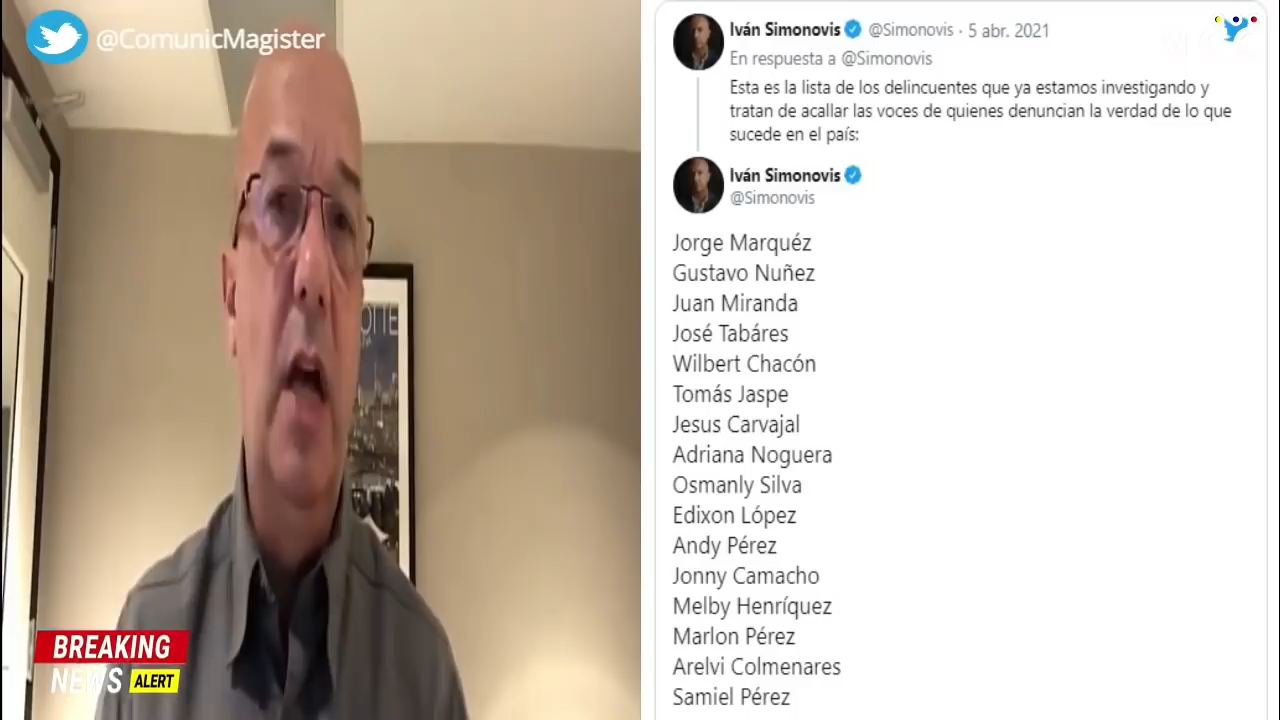 @ComunicMagister
BREAKING
NEWS ALERT
Iván Simonovis @Simonovis · 5 abr. 2021
En respuesta a @Simonovis
Esta es la lista de los delincuentes que ya estamos investigando y
tratan de acallar las voces de quienes denuncian la verdad de lo que
sucede en el país:
Iván Simonovis
@Simonovis
Jorge Marquéz
Gustavo Nuñez
Juan Miranda
José Tabáres
Wilbert Chacón
Tomás Jaspe
Jesus Carvajal
Adriana Noguera
Osmanly Silva
Edixon López
Andy Pérez
Jonny Camacho
Melby Henríquez
Marlon Pérez
Arelvi Colmenares
Samiel Pérez